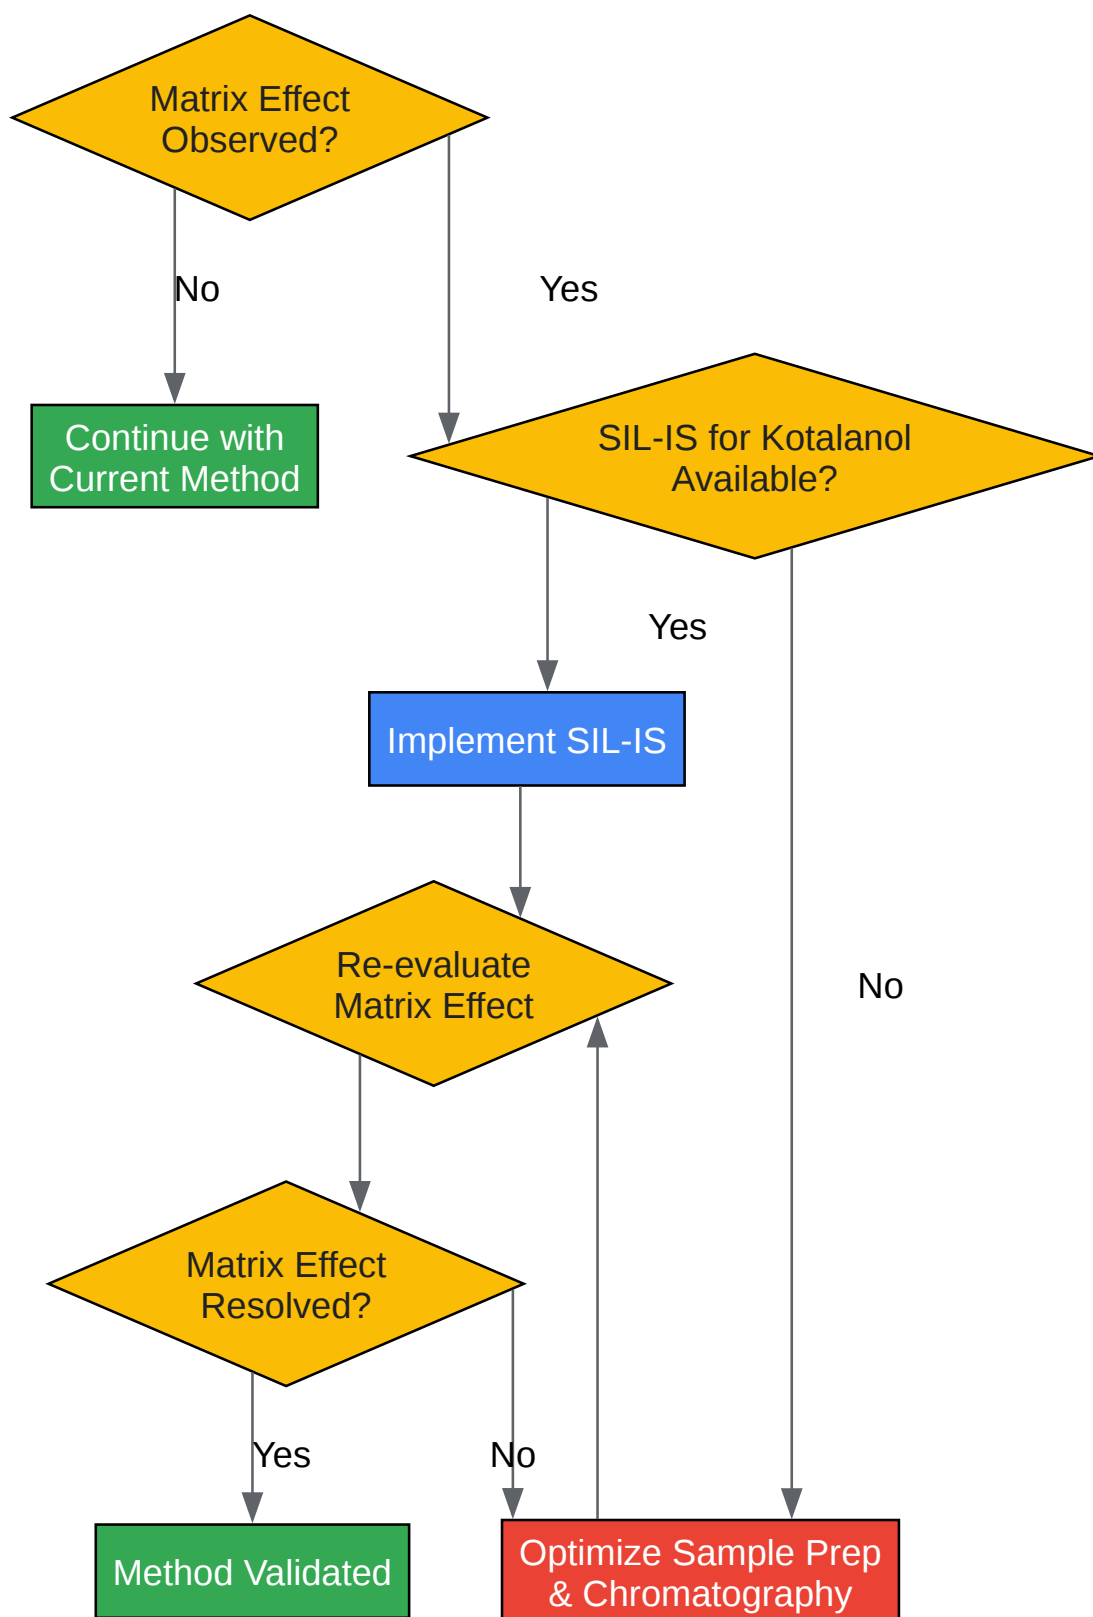 Matrix Effect
Observed?
No
Yes
Continue with
Current Method
SIL-IS for Kotalanol
Available?
Yes
Implement SIL-IS
Re-evaluate
Matrix Effect
No
Matrix Effect
Resolved?
Yes
No
Method Validated
Optimize Sample Prep
& Chromatography